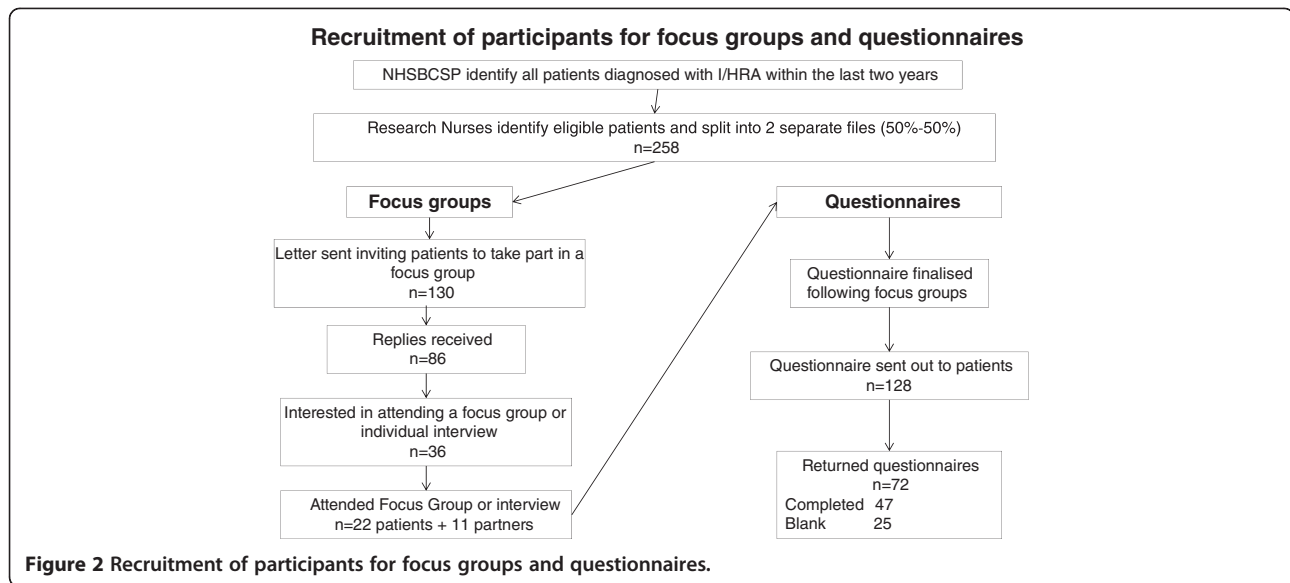 Recruitment of participants for focus groups and questionnaires
NHSBCSP identify all patients diagnosed with I/HRA within the last two years
Research Nurses identify eligible patients and split into 2 separate files (50%-50%)
n=258
Focus groups
Letter sent inviting patients to take part in a
focus group
n=130
Replies received
n=86
Interested in attending a focus group or
individual interview
n=36
Attended Focus Group or interview
n=22 patients + 11 partners
Questionnaires
Questionnaire finalised
following focus groups
Questionnaire sent out to patients
n=128
Returned questionnaires
n=72
Completed 47
Blank 25
Figure 2 Recruitment of participants for focus groups and questionnaires.